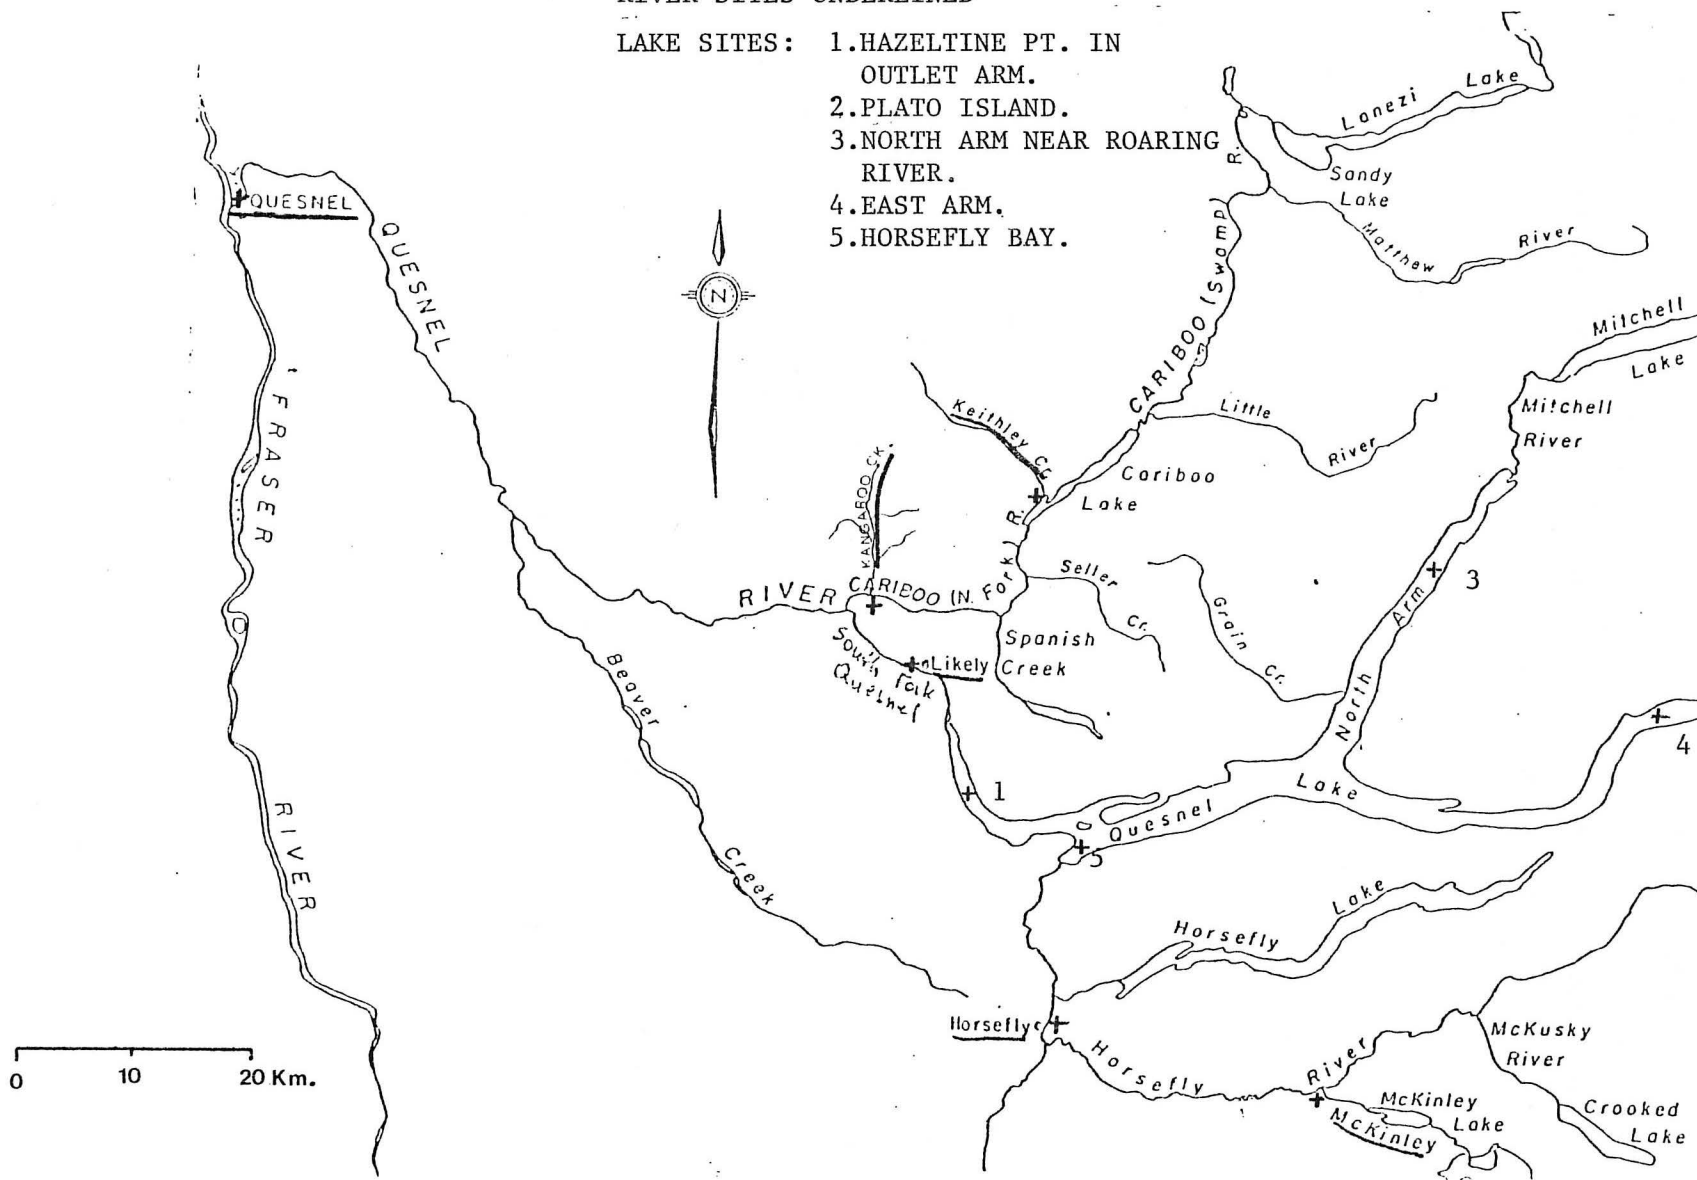 RIVER SITES UNDERLINED
LAKE SITES: 1.HAZELTINE PT. IN
OUTLET ARM.
2.PLATO ISLAND.
3.NORTH ARM NEAR ROARING
RIVER.
4.EAST ARM.
5.HORSEFLY BAY.
Lanezi Lake
Sandy
Lake
Matthew River
QUESNEL
QUESNEL
RIVER
N
CARIBOO (Swamp) R.
Mitchell
Lake
Mitchell
River
FRASER
RIVER
Keithley Cr.
Little River
Cariboo
Lake
KANGAROO CK.
CARIBOO (N. Fork) R.
Seller Cr.
Grain Cr.
North Arm
3
Spanish
Creek
South Fork
Quesnel
Likely
Beaver
Creek
4
1
Quesnel Lake
5
Horsefly Lake
Horsefly
Horsefly River
McKusky
River
McKinley
Lake
McKinley
Crooked
Lake
0 10 20 Km.